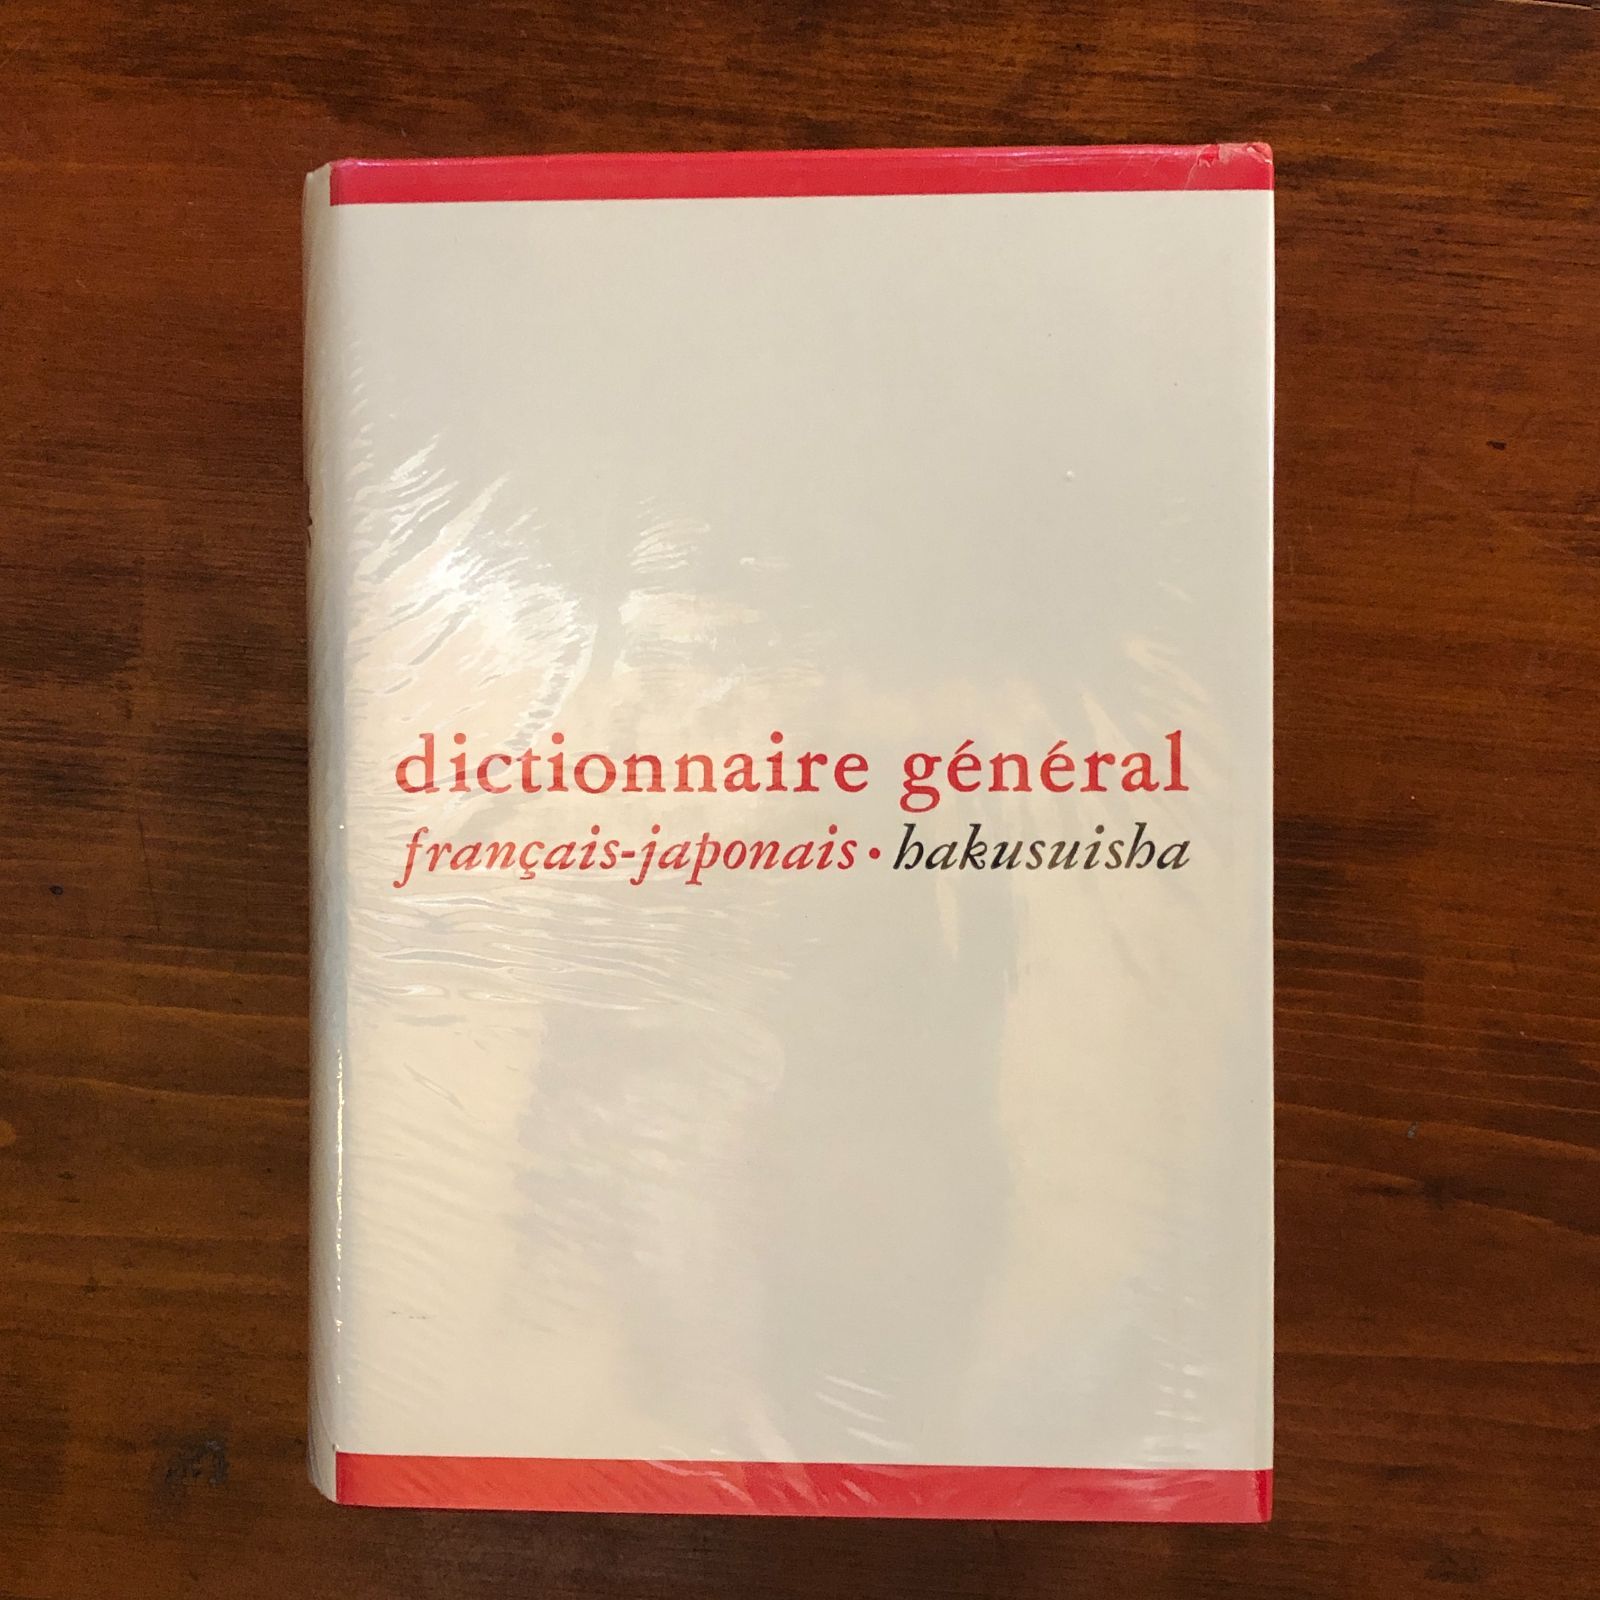 dictionnaire général
français-japonais • hakusuisha